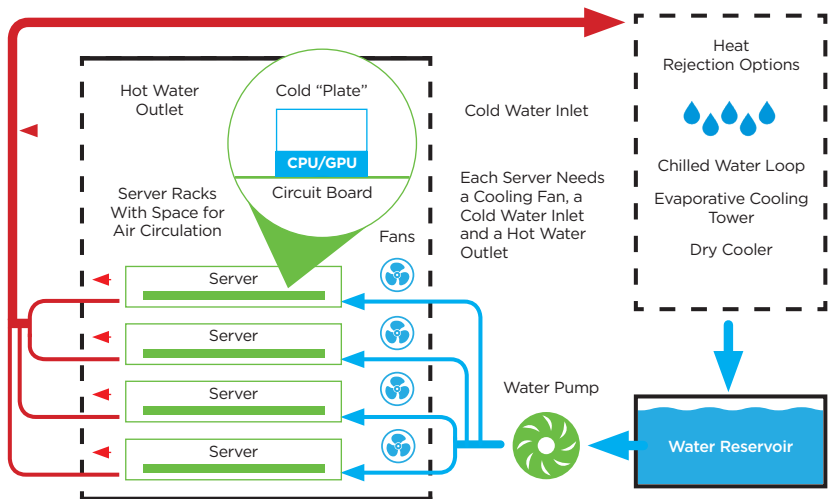 Hot Water
Outlet
Cold “Plate”
CPU/GPU
Circuit Board
Server Racks
With Space for
Air Circulation
Fans
Server
Server
Server
Server
Cold Water Inlet
Each Server Needs
a Cooling Fan, a
Cold Water Inlet
and a Hot Water
Outlet
Water Pump
Heat
Rejection Options
Chilled Water Loop
Evaporative Cooling
Tower
Dry Cooler
Water Reservoir